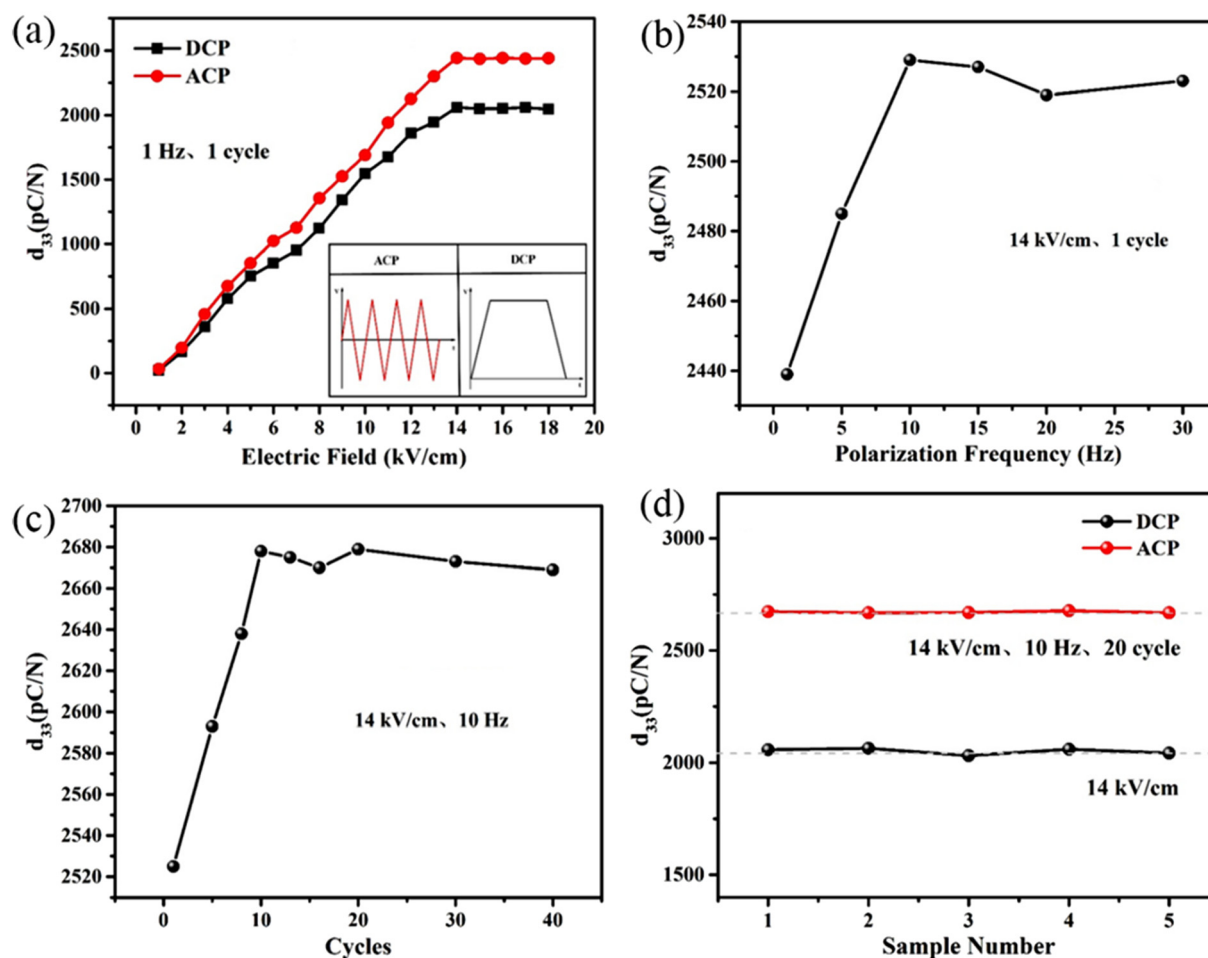 (a)
DCP
ACP
1 Hz、1 cycle
d33(pC/N)
2500
2000
1500
1000
500
0
ACP
DCP
V
t
V
t
0
2
4
6
8
10
12
14
16
18
20
Electric Field (kV/cm)
(b)
d33(pC/N)
2540
2520
2500
2480
2460
2440
14 kV/cm、1 cycle
0
5
10
15
20
25
30
Polarization Frequency (Hz)
(c)
d33(pC/N)
2700
2680
2660
2640
2620
2600
2580
2560
2540
2520
14 kV/cm、10 Hz
0
10
20
30
40
Cycles
(d)
DCP
ACP
d33(pC/N)
3000
2500
2000
1500
14 kV/cm、10 Hz、20 cycle
14 kV/cm
1
2
3
4
5
Sample Number